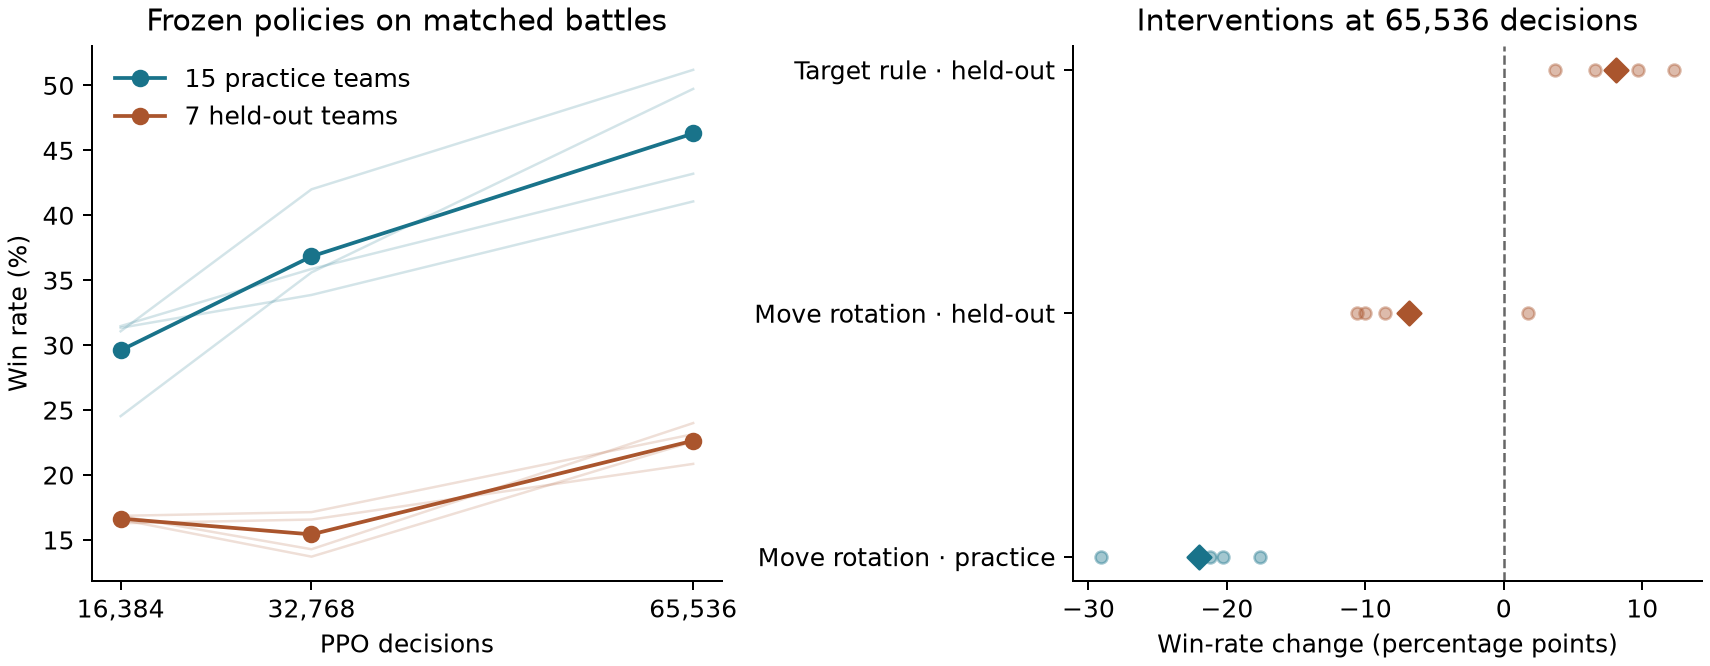 Frozen policies on matched battles
15 practice teams
7 held-out teams
Win rate (%)
50
45
40
35
30
25
20
15
16,384
32,768
65,536
PPO decisions
Interventions at 65,536 decisions
Target rule · held-out
Move rotation · held-out
Move rotation · practice
−30
−20
−10
0
10
Win-rate change (percentage points)